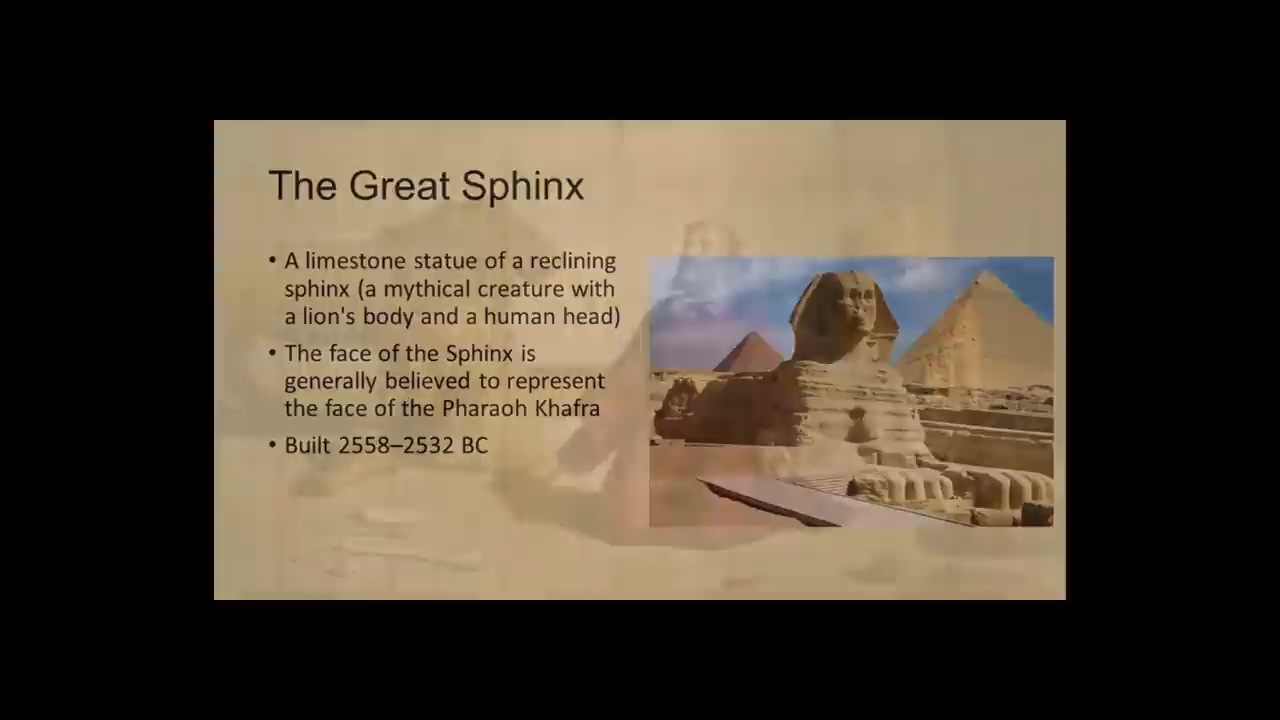 The Great Sphinx
• A limestone statue of a reclining
sphinx (a mythical creature with
a lion's body and a human head)
• The face of the Sphinx is
generally believed to represent
the face of the Pharaoh Khafra
• Built 2558–2532 BC